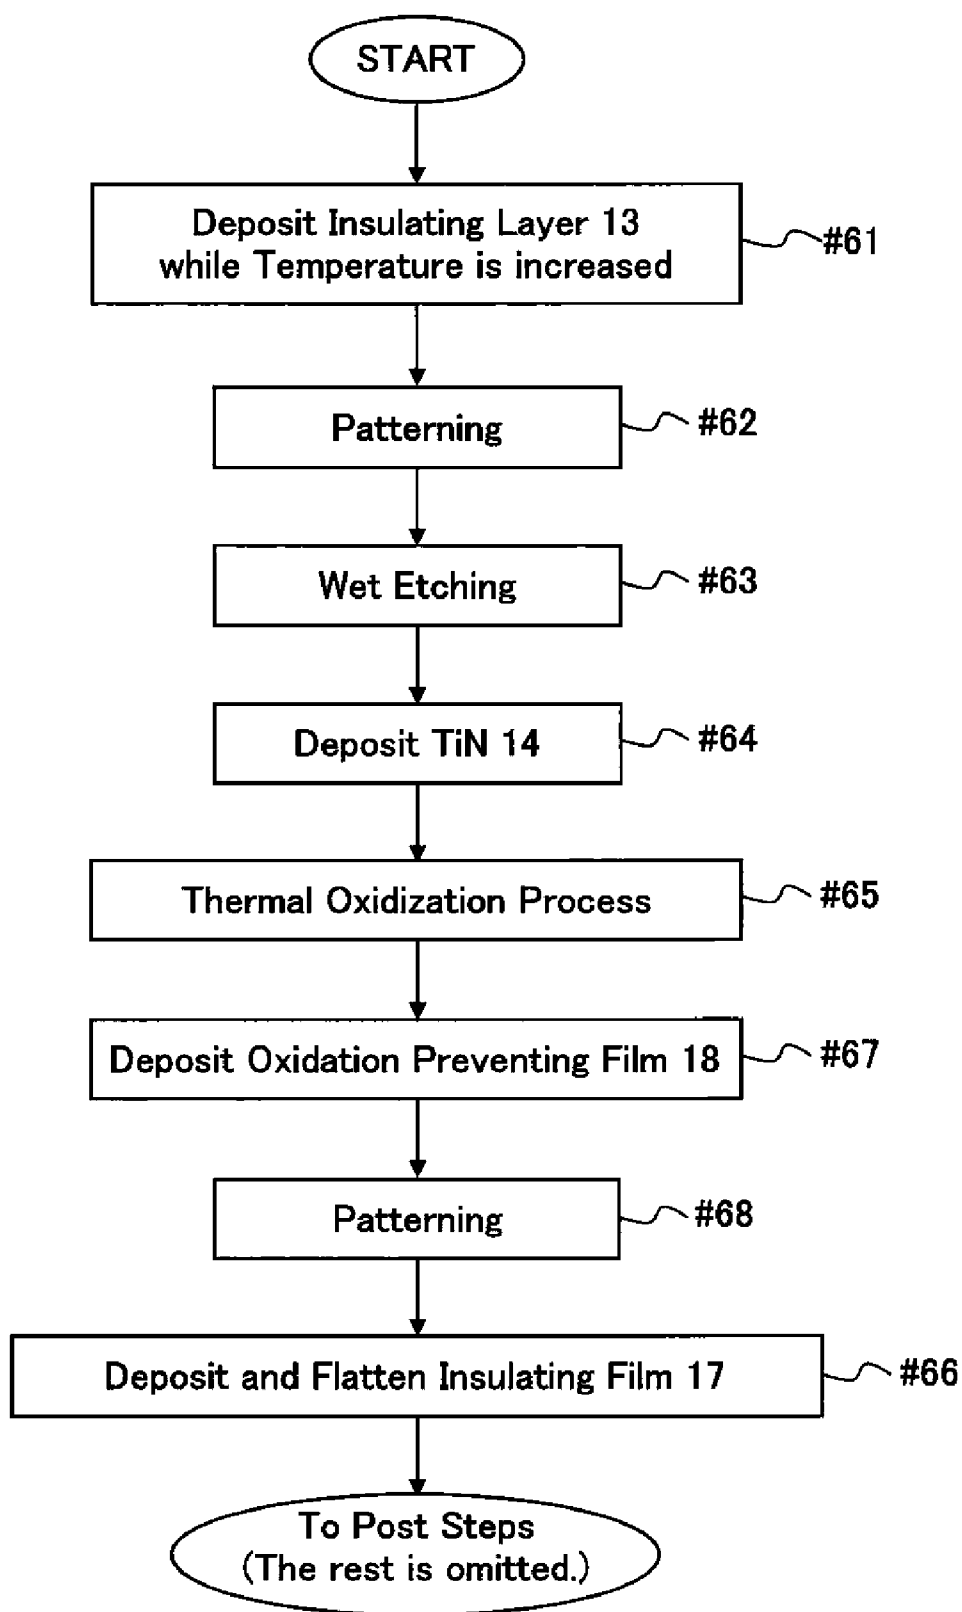 START
Deposit Insulating Layer 13
while Temperature is increased
#61
Patterning
#62
Wet Etching
#63
Deposit TiN 14
#64
Thermal Oxidization Process
#65
Deposit Oxidation Preventing Film 18
#67
Patterning
#68
Deposit and Flatten Insulating Film 17
#66
To Post Steps
(The rest is omitted.)